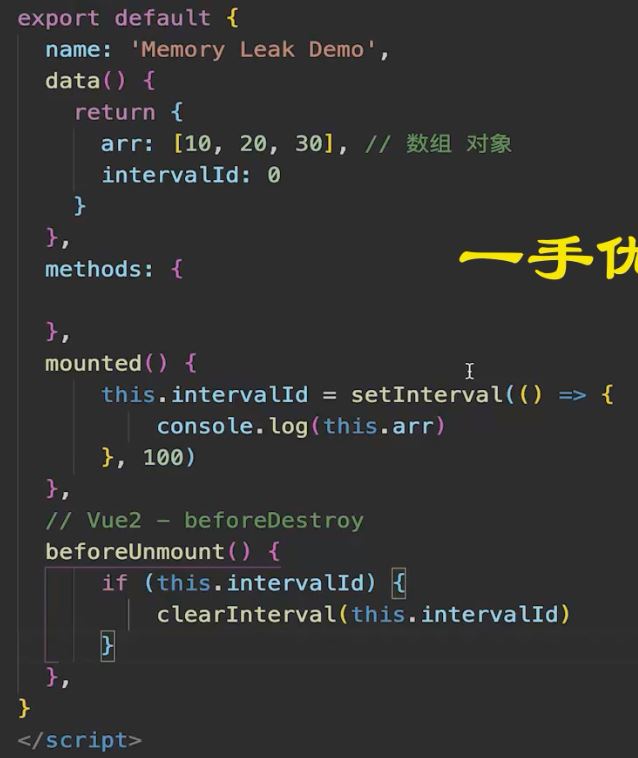 export default {
name: 'Memory Leak Demo',
data() {
return {
arr: [10, 20, 30], // 数组 对象
intervalId: 0
}
},
methods: {
一手优
},
mounted() {
this.intervalId = setInterval(() => {
console.log(this.arr)
}, 100)
},
// Vue2 - beforeDestroy
beforeUnmount() {
if (this.intervalId) {
clearInterval(this.intervalId)
}
},
}
</script>